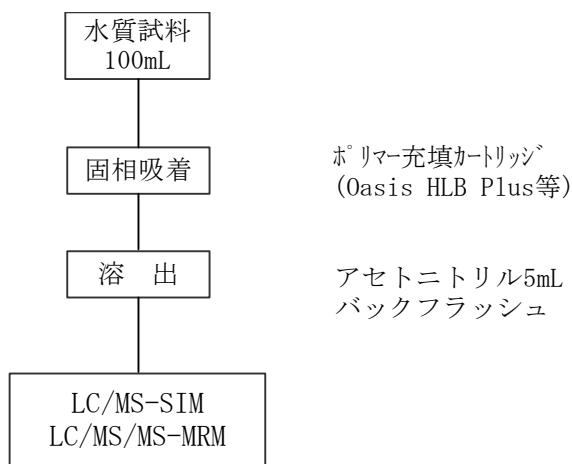 水質試料
100mL
固相吸着
ﾎﾟﾘﾏｰ充填ｶｰﾄﾘｯｼﾞ
(Oasis HLB Plus等)
溶　出
アセトニトリル5mL
バックフラッシュ
LC/MS-SIM
LC/MS/MS-MRM